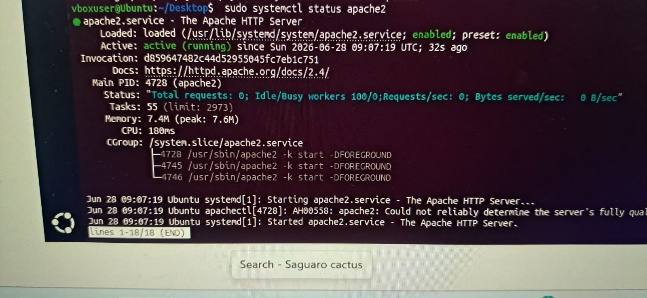 vboxuser@Ubuntu:~/Desktop$ sudo systemctl status apache2
● apache2.service - The Apache HTTP Server
Loaded: loaded (/usr/lib/systemd/system/apache2.service; enabled; preset: enabled)
Active: active (running) since Sun 2026-06-28 09:07:19 UTC; 32s ago
Invocation: d859647482c44d52955045fc7eb1c751
Docs: https://httpd.apache.org/docs/2.4/
Main PID: 4728 (apache2)
Status: "Total requests: 0; Idle/Busy workers 100/0;Requests/sec: 0; Bytes served/sec:   0 B/sec"
Tasks: 55 (limit: 2973)
Memory: 7.4M (peak: 7.6M)
CPU: 180ms
CGroup: /system.slice/apache2.service
├─4728 /usr/sbin/apache2 -k start -DFOREGROUND
├─4745 /usr/sbin/apache2 -k start -DFOREGROUND
└─4746 /usr/sbin/apache2 -k start -DFOREGROUND
Jun 28 09:07:19 Ubuntu systemd[1]: Starting apache2.service - The Apache HTTP Server...
Jun 28 09:07:19 Ubuntu apachectl[4728]: AH00558: apache2: Could not reliably determine the server's fully qual
Jun 28 09:07:19 Ubuntu systemd[1]: Started apache2.service - The Apache HTTP Server.
lines 1-18/18 (END)
Search - Saguaro cactus